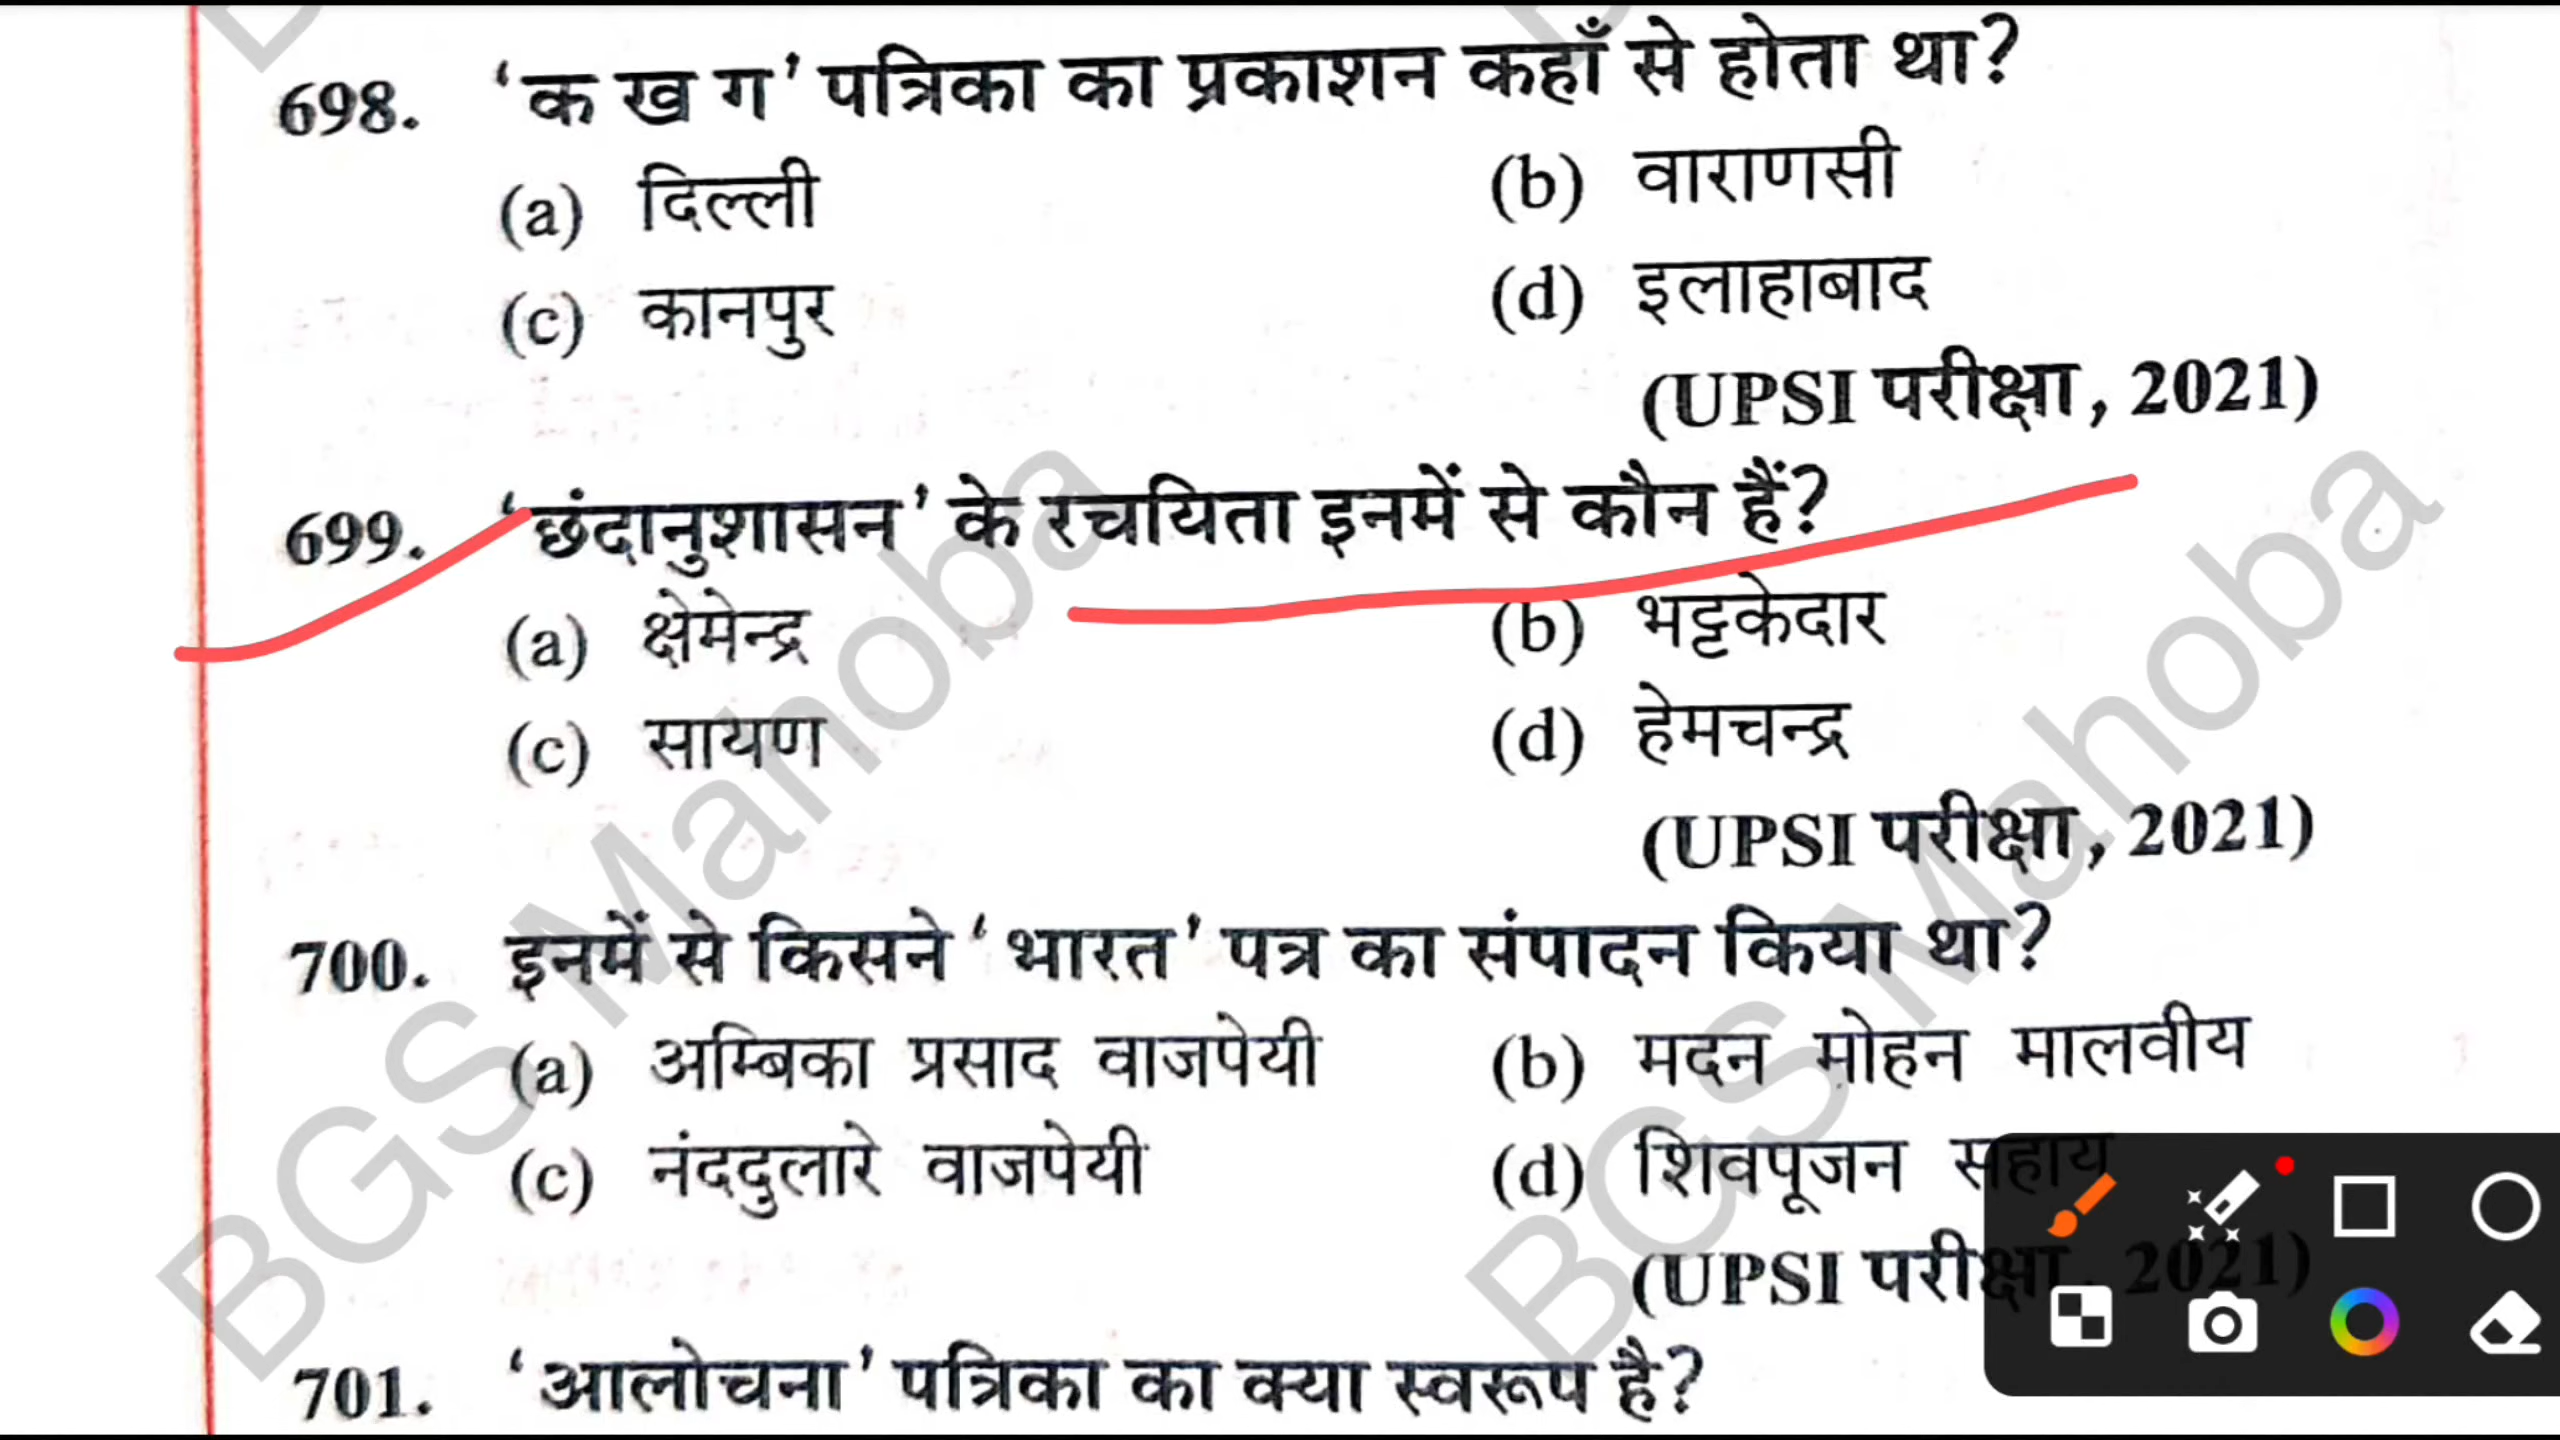 698. 'क ख ग' पत्रिका का प्रकाशन कहाँ से होता था?
(a) दिल्ली (b) वाराणसी
(c) कानपुर (d) इलाहाबाद
(UPSI परीक्षा, 2021)
699. 'छंदानुशासन' के रचयिता इनमें से कौन हैं?
(a) क्षेमेन्द्र (b) भट्टकेदार
(c) सायण (d) हेमचन्द्र
(UPSI परीक्षा, 2021)
700. इनमें से किसने 'भारत' पत्र का संपादन किया था?
(a) अम्बिका प्रसाद वाजपेयी (b) मदन मोहन मालवीय
(c) नंददुलारे वाजपेयी (d) शिवपूजन सहाय
(UPSI परीक्षा, 2021)
701. 'आलोचना' पत्रिका का क्या स्वरूप है?
BGS Mahoba
BGS Mahoba